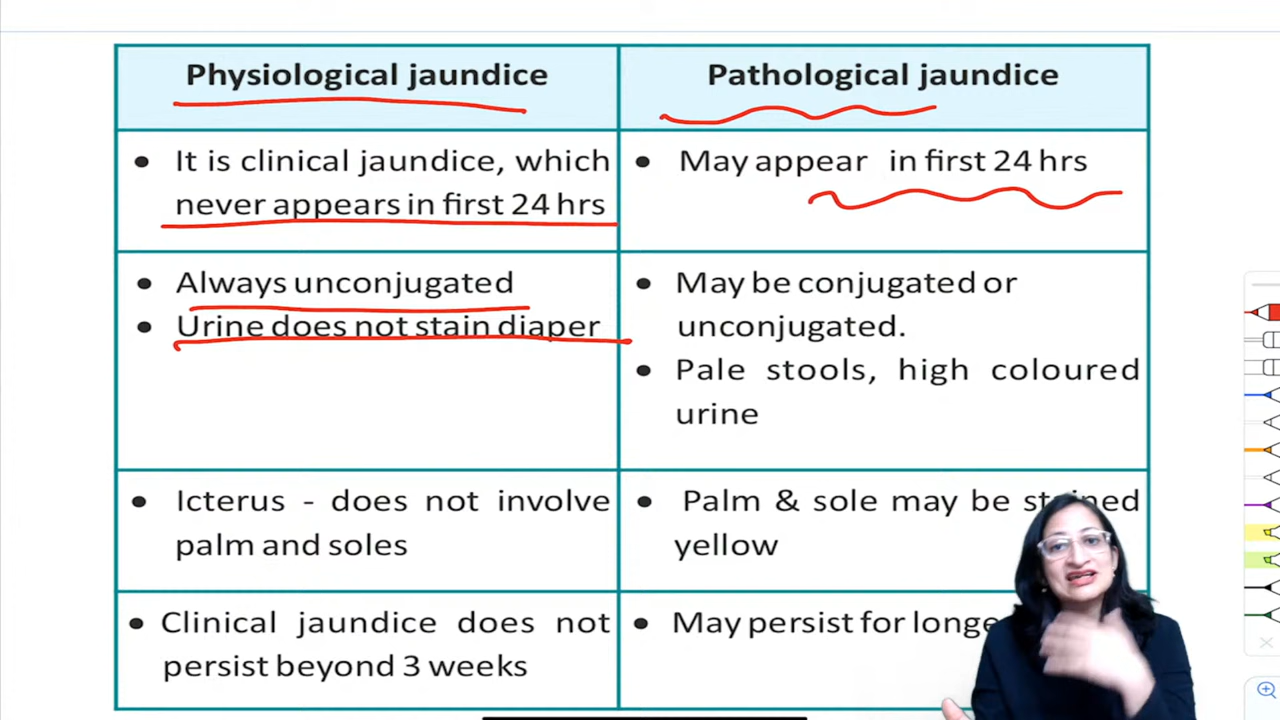 Physiological jaundice
Pathological jaundice
• It is clinical jaundice, which
never appears in first 24 hrs
• May appear in first 24 hrs
• Always unconjugated
• Urine does not stain diaper
• May be conjugated or
unconjugated.
• Pale stools, high coloured
urine
• Icterus - does not involve
palm and soles
• Palm & sole may be stained
yellow
• Clinical jaundice does not
persist beyond 3 weeks
• May persist for longe